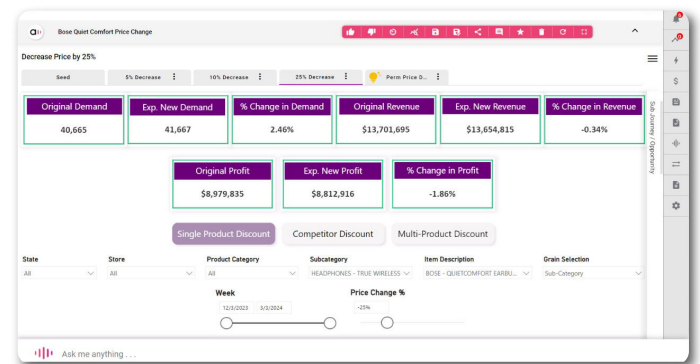 Bose Quiet Comfort Price Change
Decrease Price by 25%
Seed
5% Decrease
10% Decrease
25% Decrease
Perm Price D...
Original Demand
40,665
Exp. New Demand
41,667
% Change in Demand
2.46%
Original Revenue
$13,701,695
Exp. New Revenue
$13,654,815
% Change in Revenue
-0.34%
Sub-Journey / Opportunity
Original Profit
$8,979,835
Exp. New Profit
$8,812,916
% Change in Profit
-1.86%
Single Product Discount
Competitor Discount
Multi-Product Discount
State
All
Store
All
Product Category
All
Subcategory
HEADPHONES - TRUE WIRELESS
Item Description
BOSE - QUIETCOMFORT EARBU...
Grain Selection
Sub-Category
Week
12/3/2023 3/3/2024
Price Change %
-25%
Ask me anything . . .